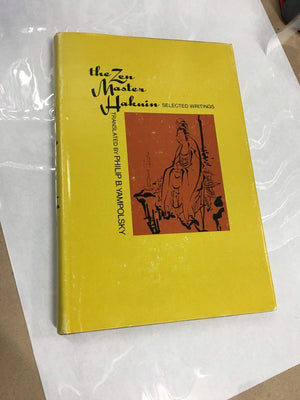 the Zen
Master
Hakuin SELECTED WRITINGS
TRANSLATED BY PHILIP B. YAMPOLSKY